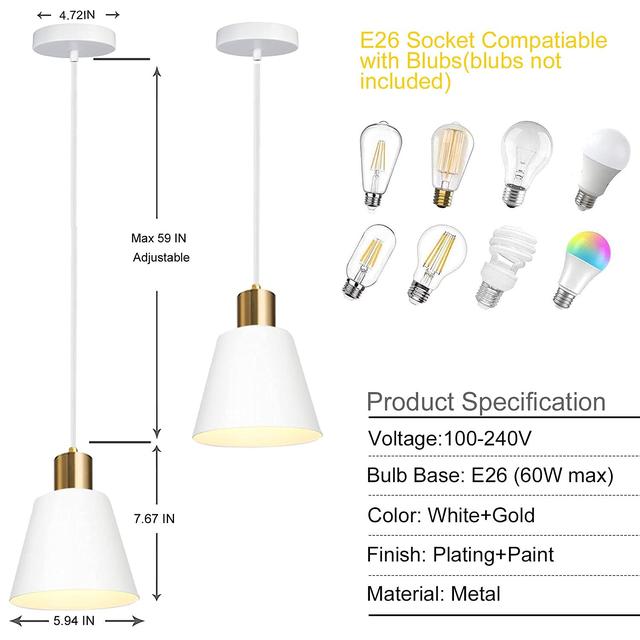 4.72IN
E26 Socket Compatiable
with Blubs(blubs not
included)
Max 59 IN
Adjustable
7.67 IN
5.94 IN
Product Specification
Voltage:100-240V
Bulb Base: E26 (60W max)
Color: White+Gold
Finish: Plating+Paint
Material: Metal